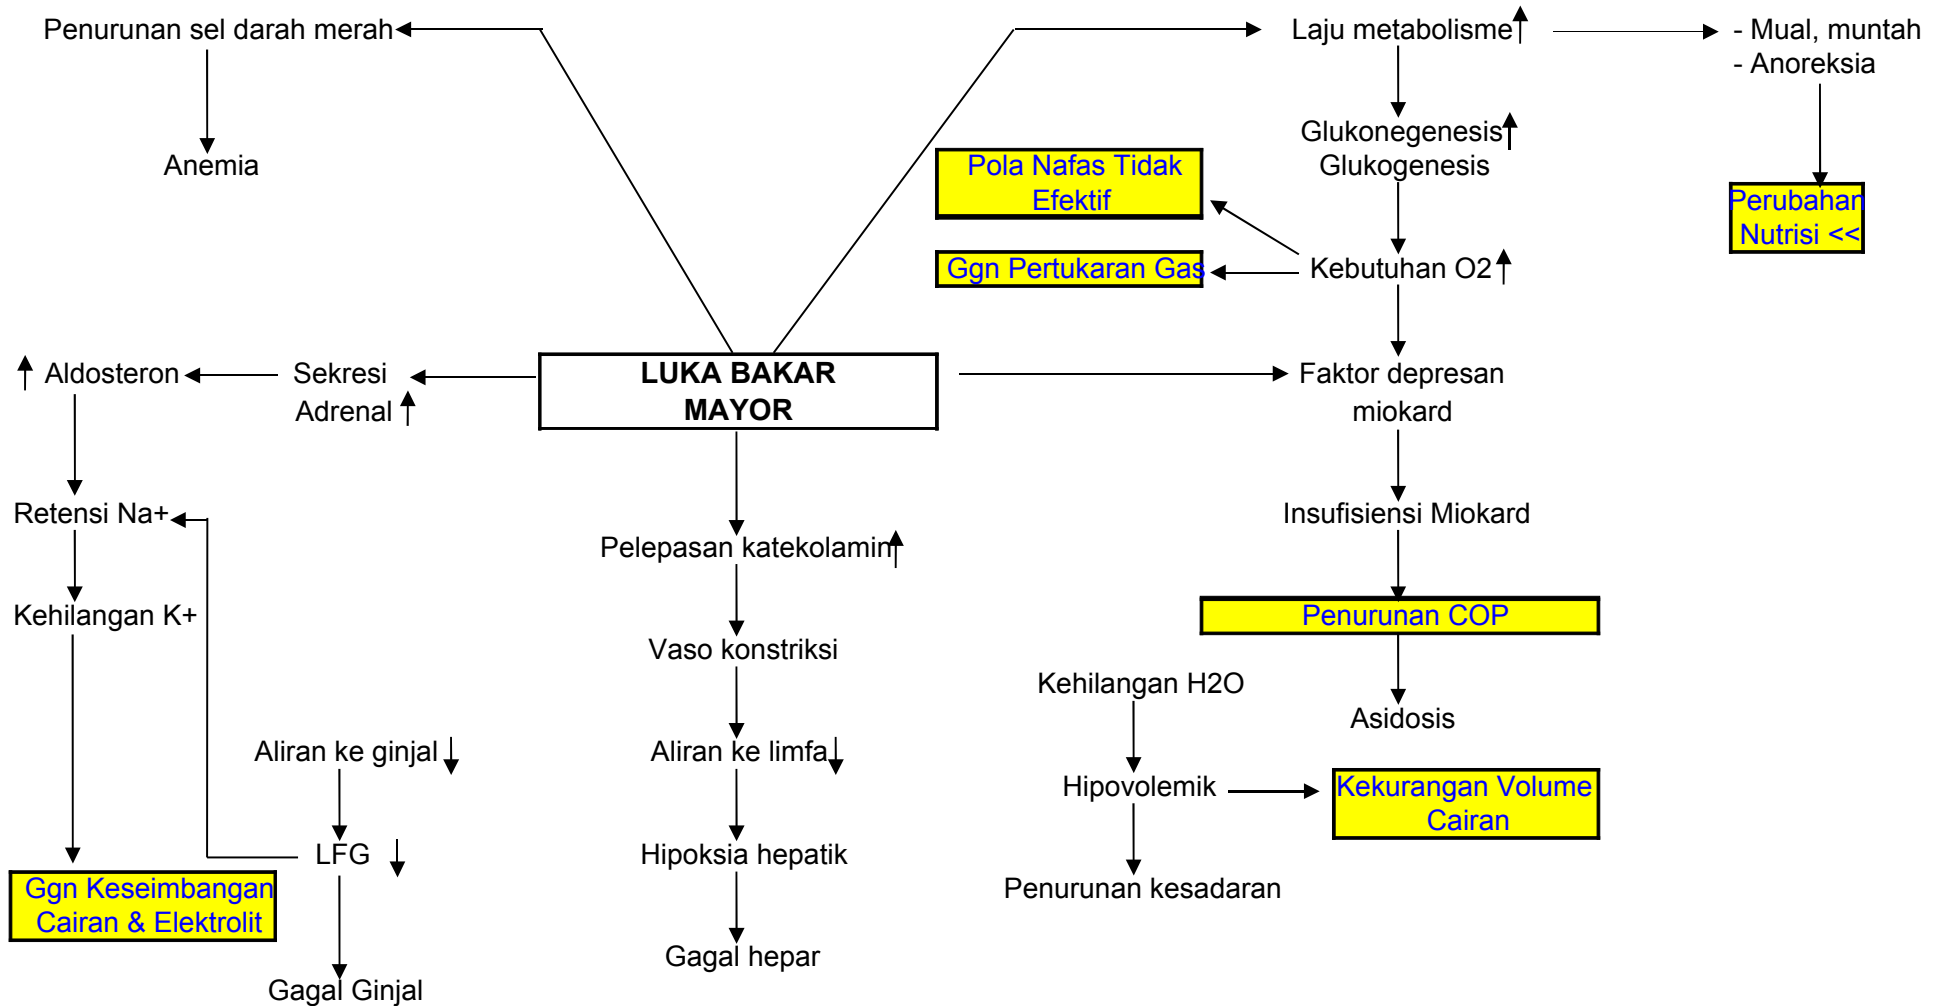 Penurunan sel darah merah
Laju metabolisme
- Mual, muntah
- Anoreksia
Anemia
Glukonegenesis
Glukogenesis
Pola Nafas Tidak
Efektif
Perubahan
Nutrisi <<
Ggn Pertukaran Gas
Kebutuhan O2
Aldosteron
Sekresi
Adrenal
LUKA BAKAR
MAYOR
Faktor depresan
miokard
Retensi Na+
Insufisiensi Miokard
Pelepasan katekolamin
Kehilangan K+
Penurunan COP
Vaso konstriksi
Kehilangan H2O
Asidosis
Aliran ke ginjal
Aliran ke limfa
Hipovolemik
Kekurangan Volume
Cairan
LFG
Hipoksia hepatik
Ggn Keseimbangan
Cairan & Elektrolit
Penurunan kesadaran
Gagal hepar
Gagal Ginjal